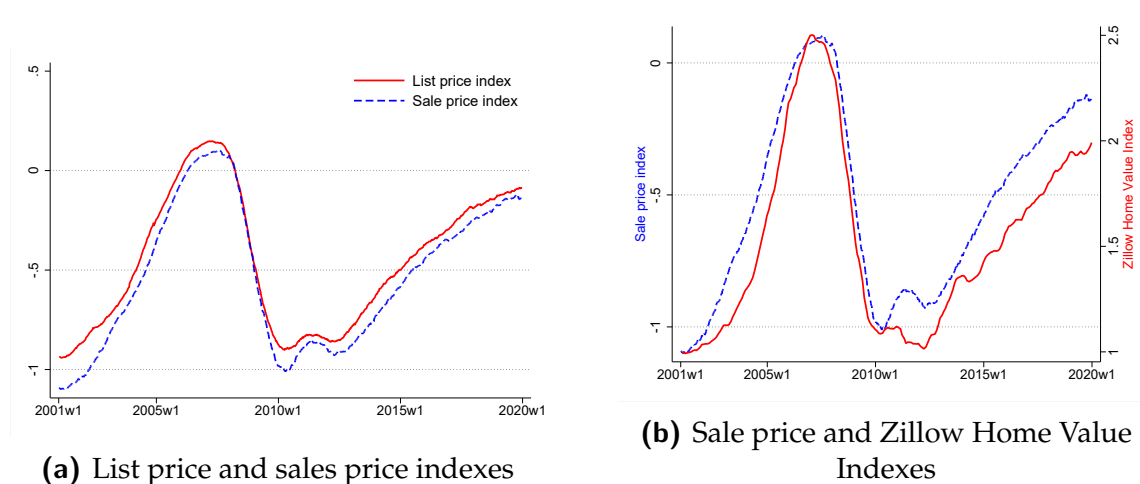 .5
0
-.5
-1
List price index
Sale price index
2001w1 2005w1 2010w1 2015w1 2020w1
(a) List price and sales price indexes
Sale price index
0
-.5
-1
2.5
2
1.5
1
Zillow Home Value Index
2001w1 2005w1 2010w1 2015w1 2020w1
(b) Sale price and Zillow Home Value
Indexes